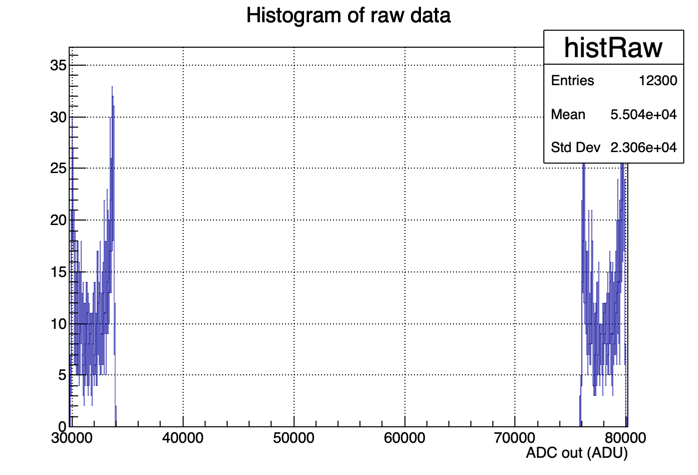 Histogram of raw data
histRaw
Entries 12300
Mean 5.504e+04
Std Dev 2.306e+04
35
30
25
20
15
10
5
0
30000 40000 50000 60000 70000 80000
ADC out (ADU)